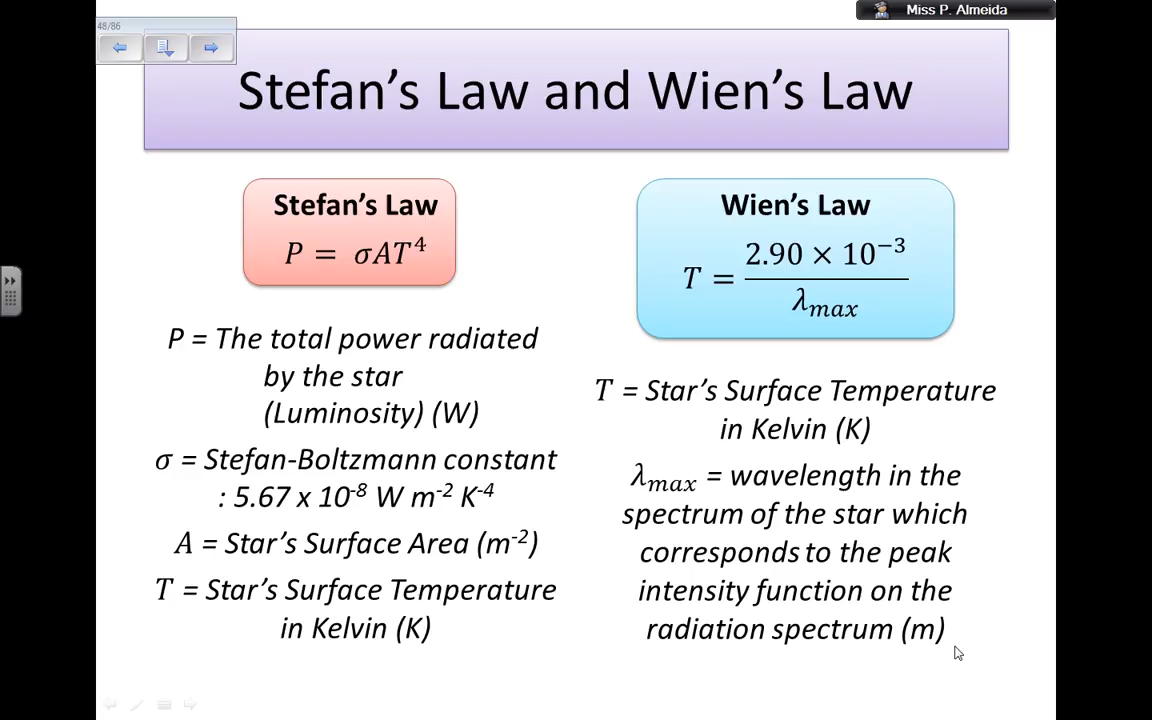 48/86
Miss P. Almeida
Stefan's Law and Wien's Law
Stefan's Law
P = σAT⁴
P = The total power radiated
by the star
(Luminosity) (W)
σ = Stefan-Boltzmann constant
: 5.67 x 10⁻⁸ W m⁻² K⁻⁴
A = Star's Surface Area (m⁻²)
T = Star's Surface Temperature
in Kelvin (K)
Wien's Law
T = 2.90 × 10⁻³ / λₘₐₓ
T = Star's Surface Temperature
in Kelvin (K)
λₘₐₓ = wavelength in the
spectrum of the star which
corresponds to the peak
intensity function on the
radiation spectrum (m)